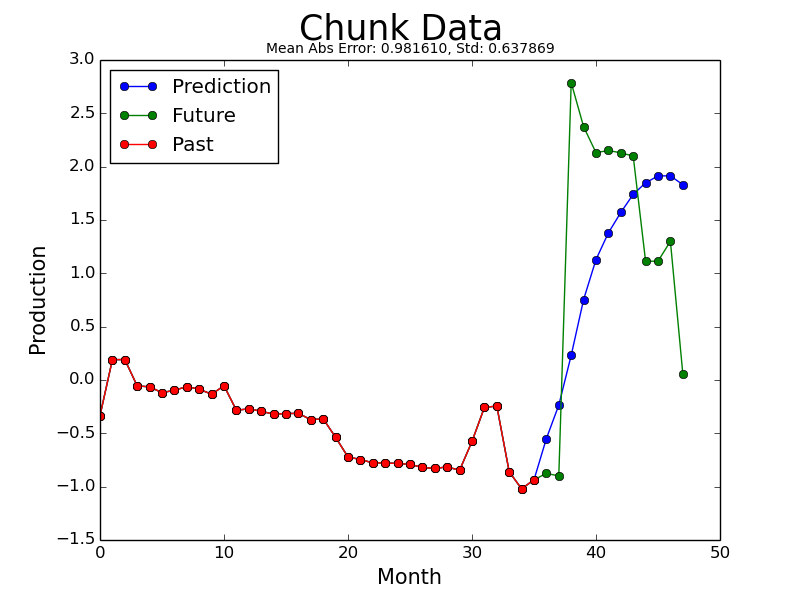 Chunk Data
Mean Abs Error: 0.981610, Std: 0.637869
3.0
2.5
2.0
1.5
1.0
0.5
0.0
−0.5
−1.0
−1.5
Prediction
Future
Past
Production
0 10 20 30 40 50
Month